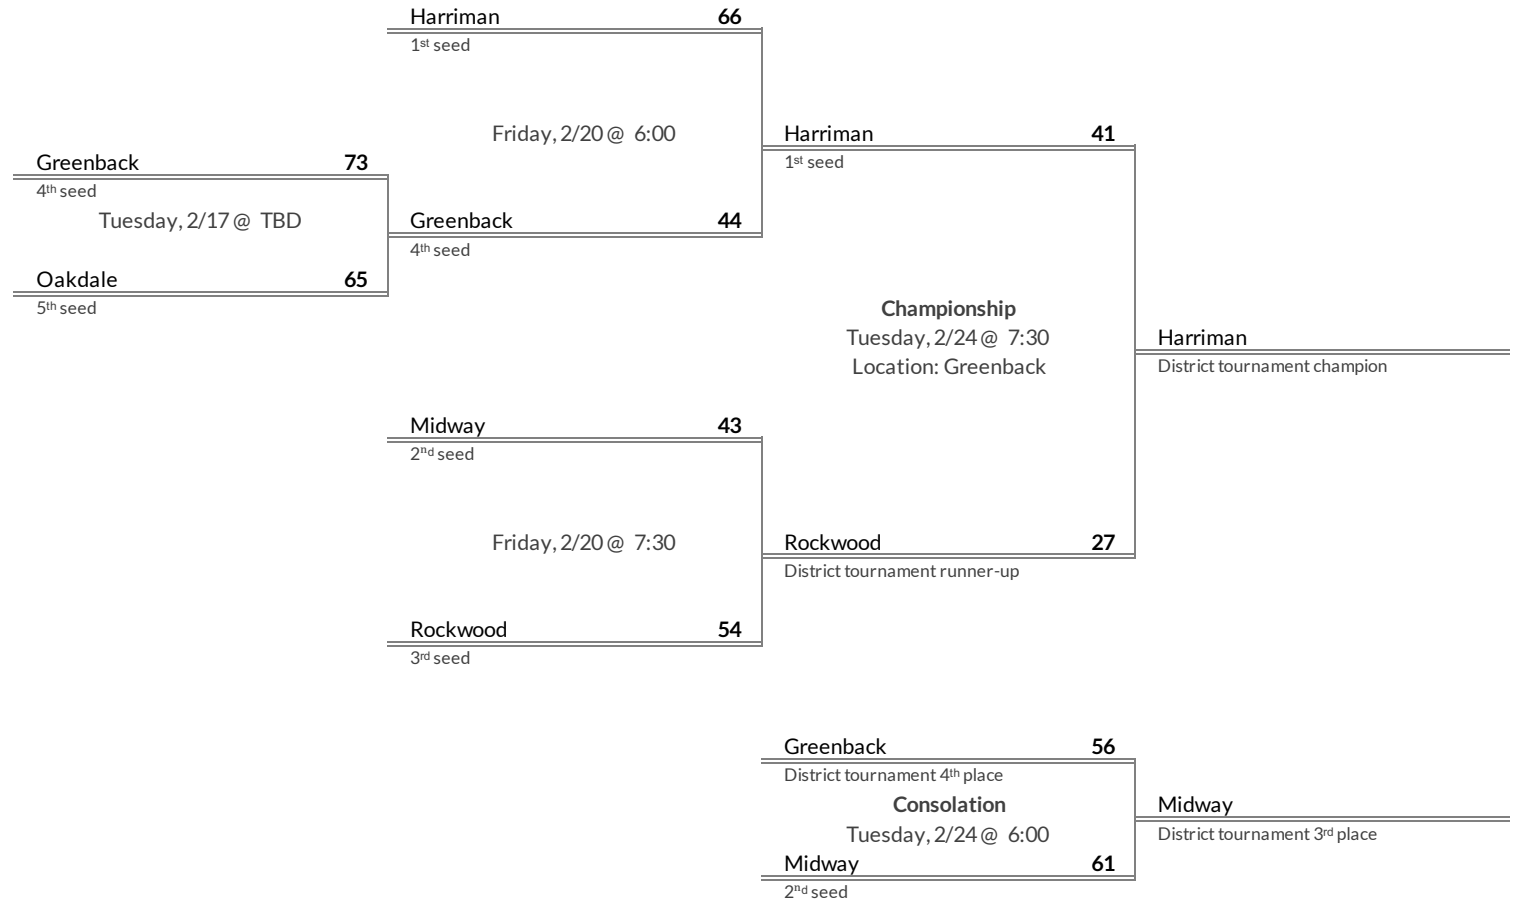 Harriman 66
1st seed
Friday, 2/20 @ 6:00
Harriman 41
1st seed
Greenback 73
4th seed
Tuesday, 2/17 @ TBD
Greenback 44
4th seed
Oakdale 65
5th seed
Championship
Tuesday, 2/24 @ 7:30
Location: Greenback
Harriman
District tournament champion
Midway 43
2nd seed
Friday, 2/20 @ 7:30
Rockwood 27
District tournament runner-up
Rockwood 54
3rd seed
Greenback 56
District tournament 4th place
Consolation
Tuesday, 2/24 @ 6:00
Midway
District tournament 3rd place
Midway 61
2nd seed